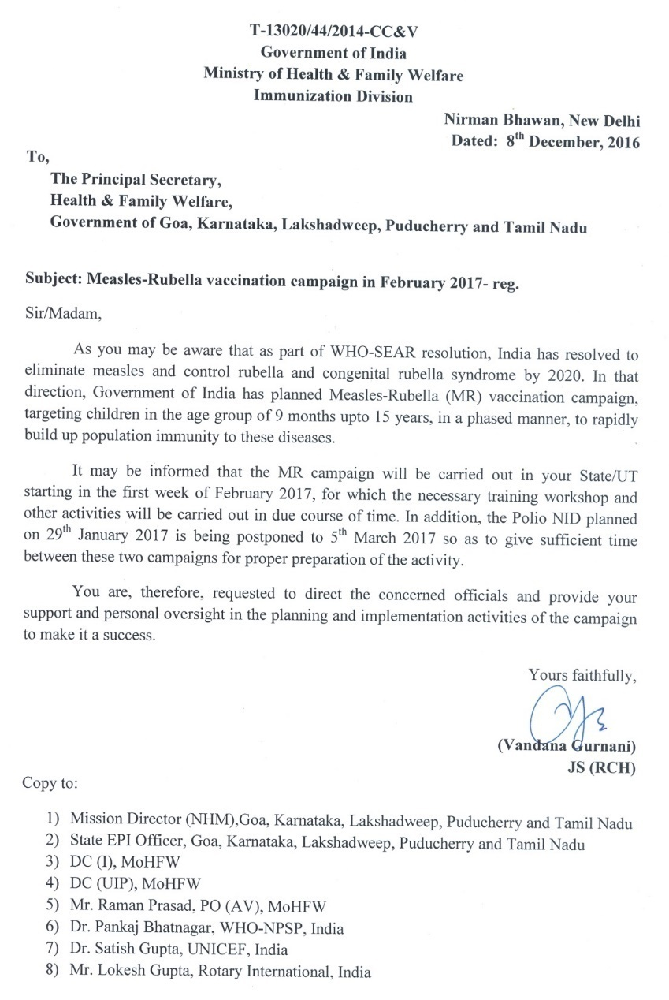 T-13020/44/2014-CC&V
Government of India
Ministry of Health & Family Welfare
Immunization Division
Nirman Bhawan, New Delhi
Dated: 8th December, 2016
To,
The Principal Secretary,
Health & Family Welfare,
Government of Goa, Karnataka, Lakshadweep, Puducherry and Tamil Nadu
Subject: Measles-Rubella vaccination campaign in February 2017- reg.
Sir/Madam,
As you may be aware that as part of WHO-SEAR resolution, India has resolved to
eliminate measles and control rubella and congenital rubella syndrome by 2020. In that
direction, Government of India has planned Measles-Rubella (MR) vaccination campaign,
targeting children in the age group of 9 months upto 15 years, in a phased manner, to rapidly
build up population immunity to these diseases.
It may be informed that the MR campaign will be carried out in your State/UT
starting in the first week of February 2017, for which the necessary training workshop and
other activities will be carried out in due course of time. In addition, the Polio NID planned
on 29th January 2017 is being postponed to 5th March 2017 so as to give sufficient time
between these two campaigns for proper preparation of the activity.
You are, therefore, requested to direct the concerned officials and provide your
support and personal oversight in the planning and implementation activities of the campaign
to make it a success.
Yours faithfully,
(Vandana Gurnani)
JS (RCH)
Copy to:
1) Mission Director (NHM),Goa, Karnataka, Lakshadweep, Puducherry and Tamil Nadu
2) State EPI Officer, Goa, Karnataka, Lakshadweep, Puducherry and Tamil Nadu
3) DC (I), MoHFW
4) DC (UIP), MoHFW
5) Mr. Raman Prasad, PO (AV), MoHFW
6) Dr. Pankaj Bhatnagar, WHO-NPSP, India
7) Dr. Satish Gupta, UNICEF, India
8) Mr. Lokesh Gupta, Rotary International, India